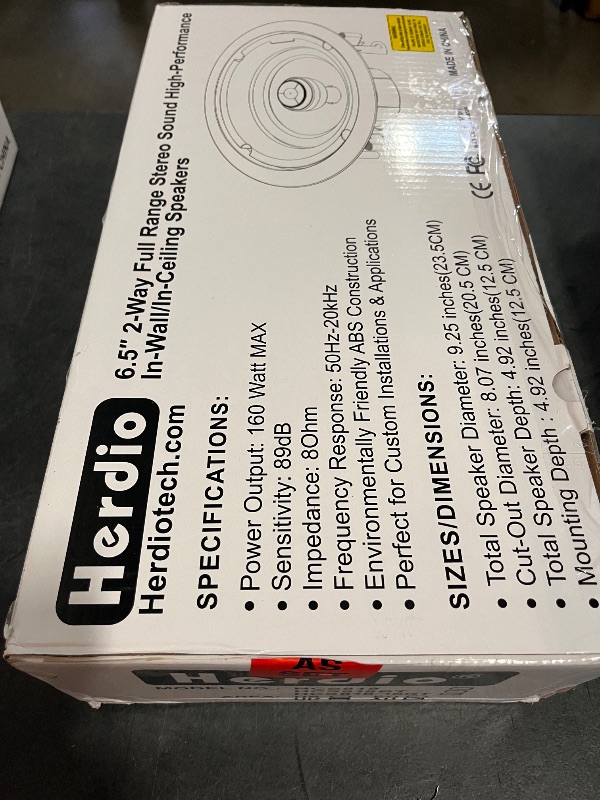 Herdio
Herdiotech.com
6.5" 2-Way Full Range Stereo Sound High-Performance
In-Wall/In-Ceiling Speakers
SPECIFICATIONS:
• Power Output: 160 Watt MAX
• Sensitivity: 89dB
• Impedance: 8Ohm
• Frequency Response: 50Hz-20kHz
• Environmentally Friendly ABS Construction
• Perfect for Custom Installations & Applications
SIZES/DIMENSIONS:
• Total Speaker Diameter: 9.25 inches(23.5CM)
• Cut-Out Diameter: 8.07 inches(20.5 CM)
• Total Speaker Depth: 4.92 inches(12.5 CM)
• Mounting Depth : 4.92 inches(12.5 CM)
MADE IN CHINA
CE FC
Herdio
AS